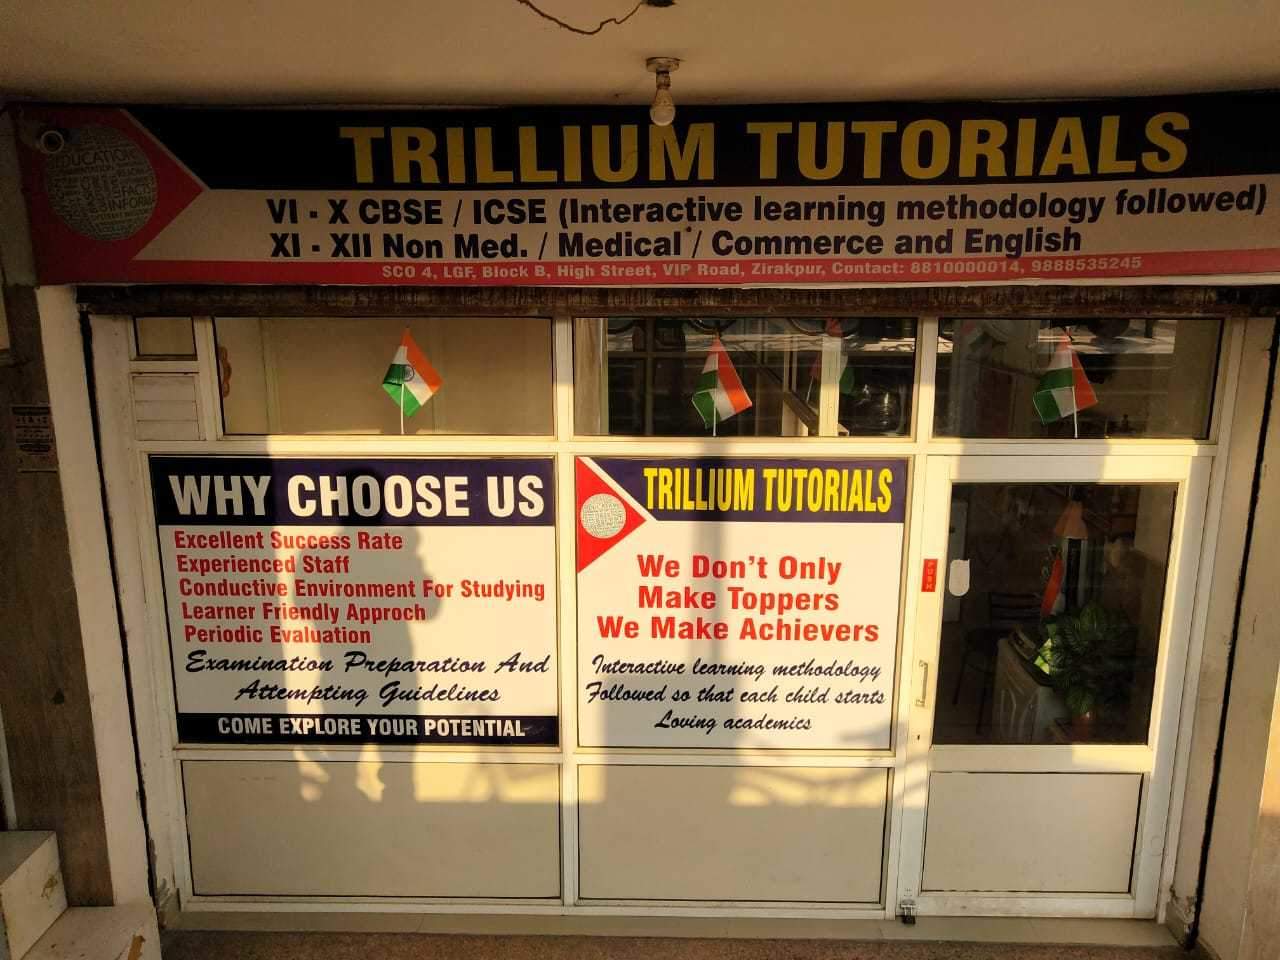 TRILLIUM TUTORIALS
VI - X CBSE / ICSE (Interactive learning methodology followed)
XI - XII Non Med. / Medical / Commerce and English
SCO 4, LGF, Block B, High Street, VIP Road, Zirakpur, Contact: 8810000014, 9888535245
EDUCATION
FACTS
INFORM
WHY CHOOSE US
Excellent Success Rate
Experienced Staff
Conductive Environment For Studying
Learner Friendly Approch
Periodic Evaluation
Examination Preparation And
Attempting Guidelines
COME EXPLORE YOUR POTENTIAL
TRILLIUM TUTORIALS
We Don't Only
Make Toppers
We Make Achievers
Interactive learning methodology
Followed so that each child starts
Loving academics
PUSH